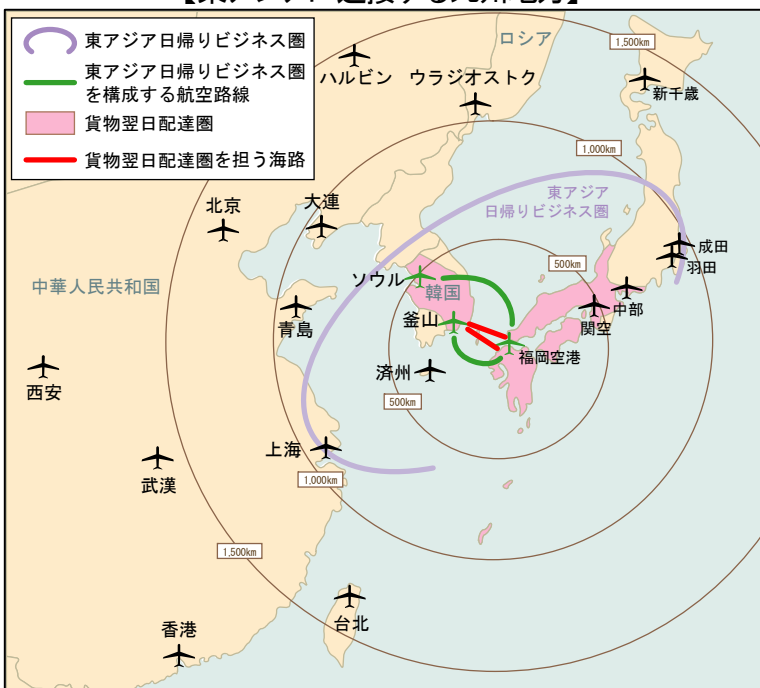 東アジア日帰りビジネス圏
東アジア日帰りビジネス圏
を構成する航空路線
貨物翌日配達圏
貨物翌日配達圏を担う海路
ロシア
1,500km
ハルビン
ウラジオストク
新千歳
1,000km
東アジア
日帰りビジネス圏
北京
大連
成田
羽田
500km
ソウル
韓国
中華人民共和国
中部
関空
青島
釜山
福岡空港
済州
西安
500km
上海
1,000km
武漢
1,500km
台北
香港